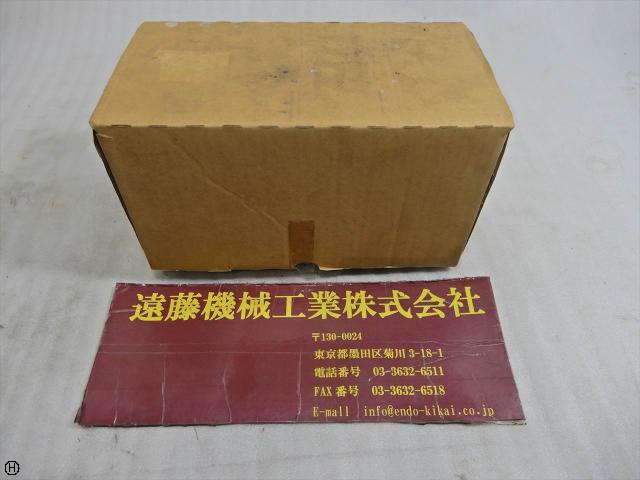 遠藤機械工業株式会社
〒130-0024
東京都墨田区菊川 3-18-1
電話番号 03-3632-6511
FAX 番号 03-3632-6518
E-mail info@endo-kikai.co.jp
H